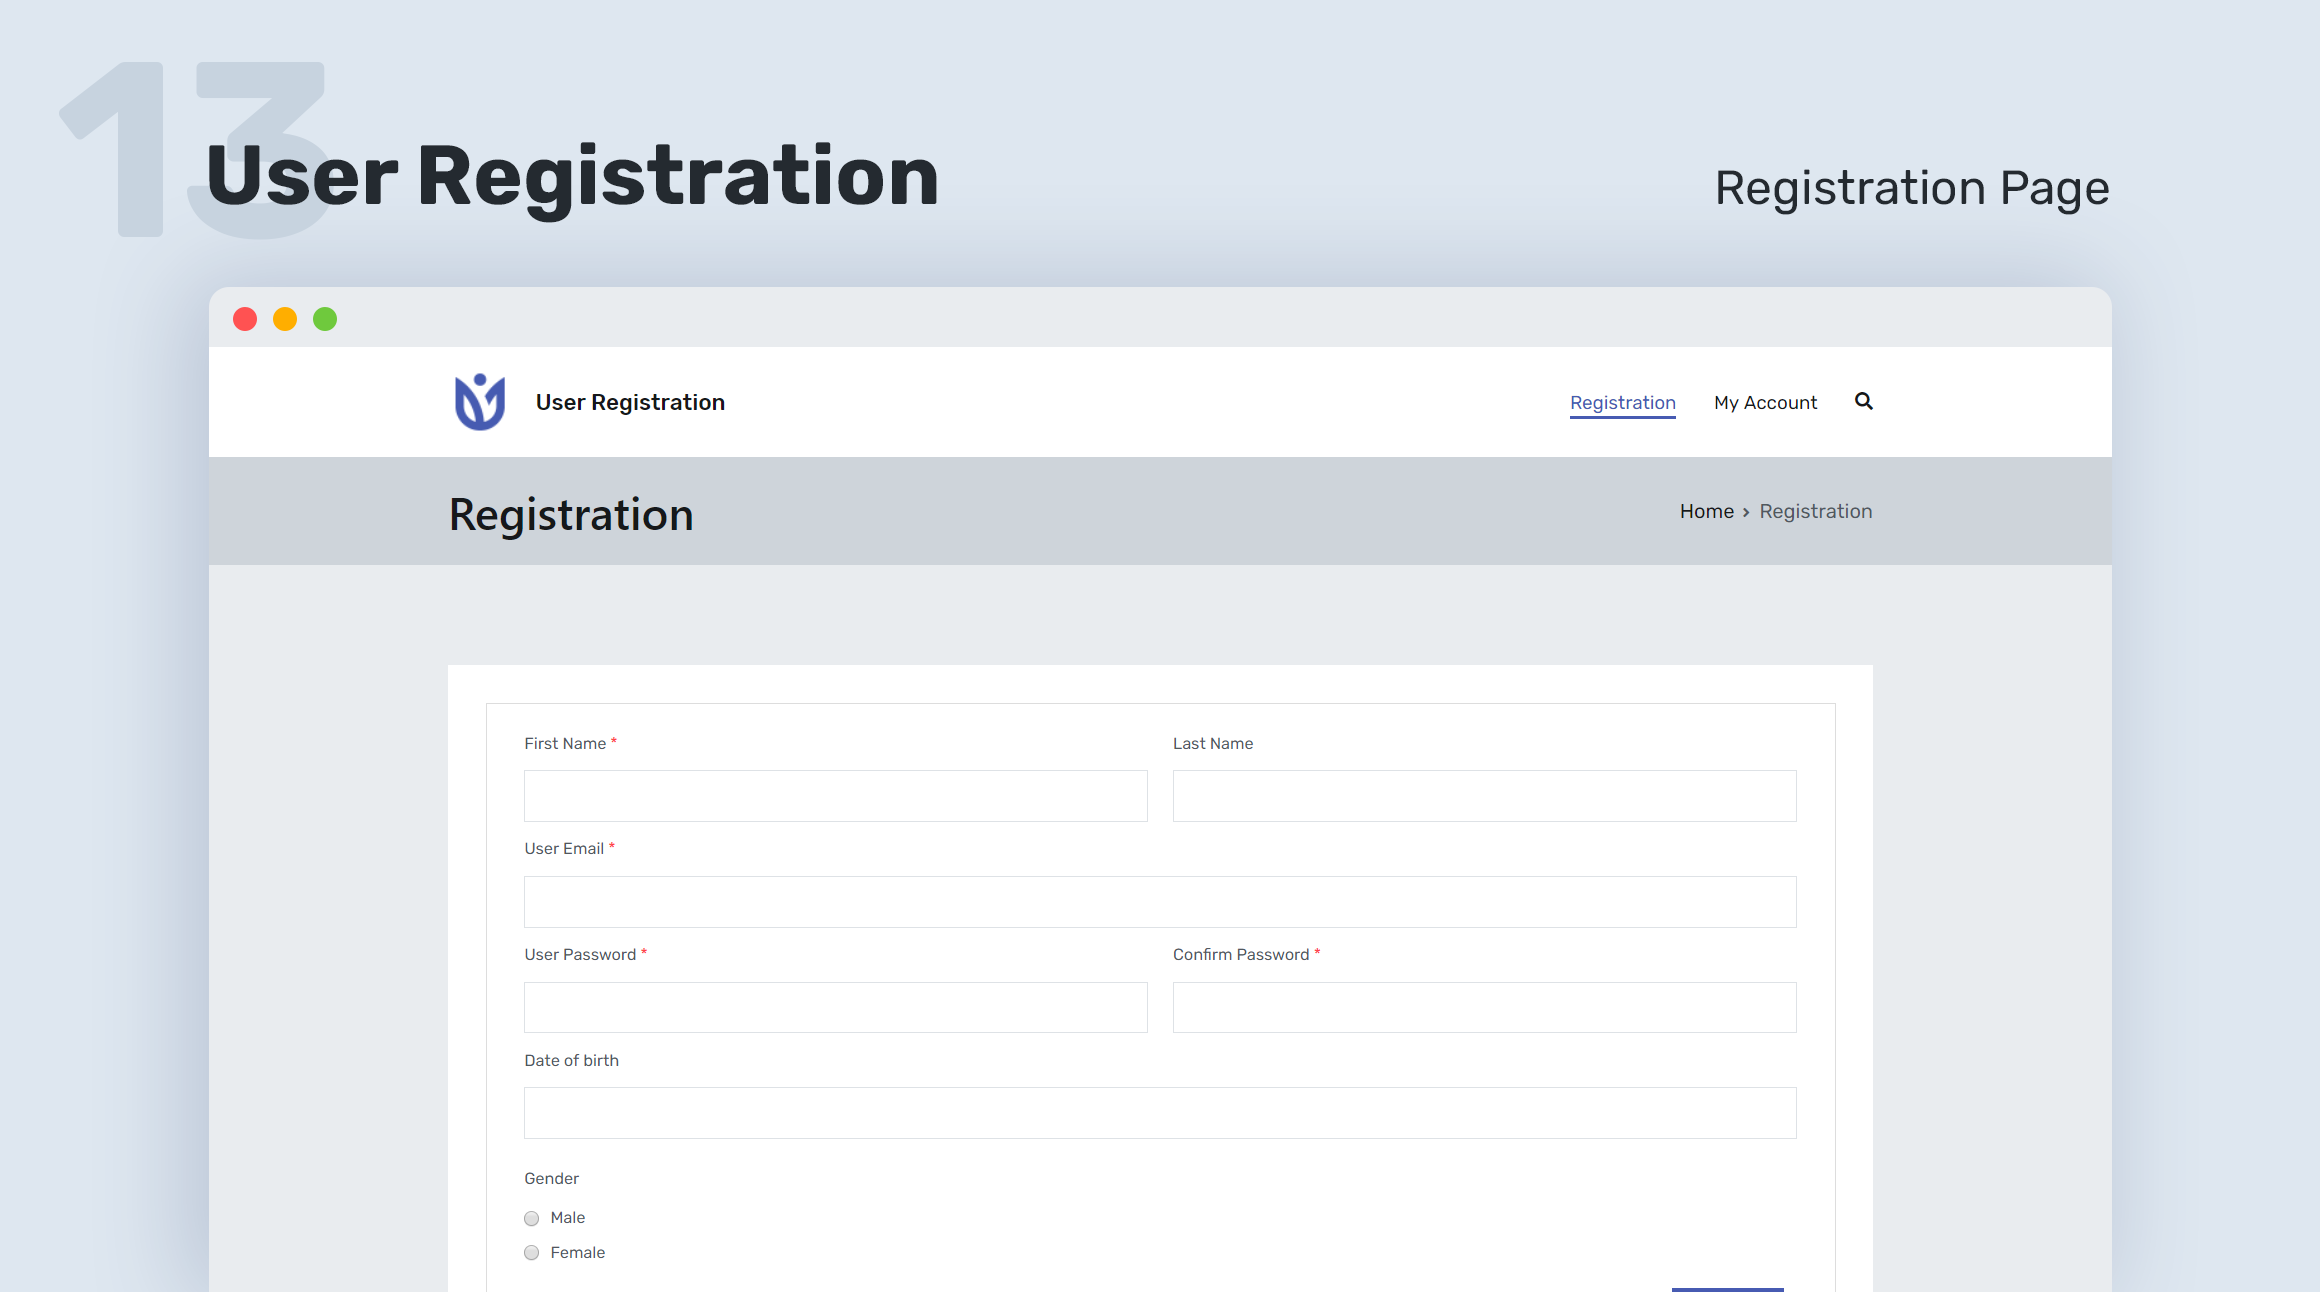 13
User Registration
Registration Page
User Registration
Registration
My Account
Registration
Home > Registration
First Name *
Last Name
User Email *
User Password *
Confirm Password *
Date of birth
Gender
Male
Female